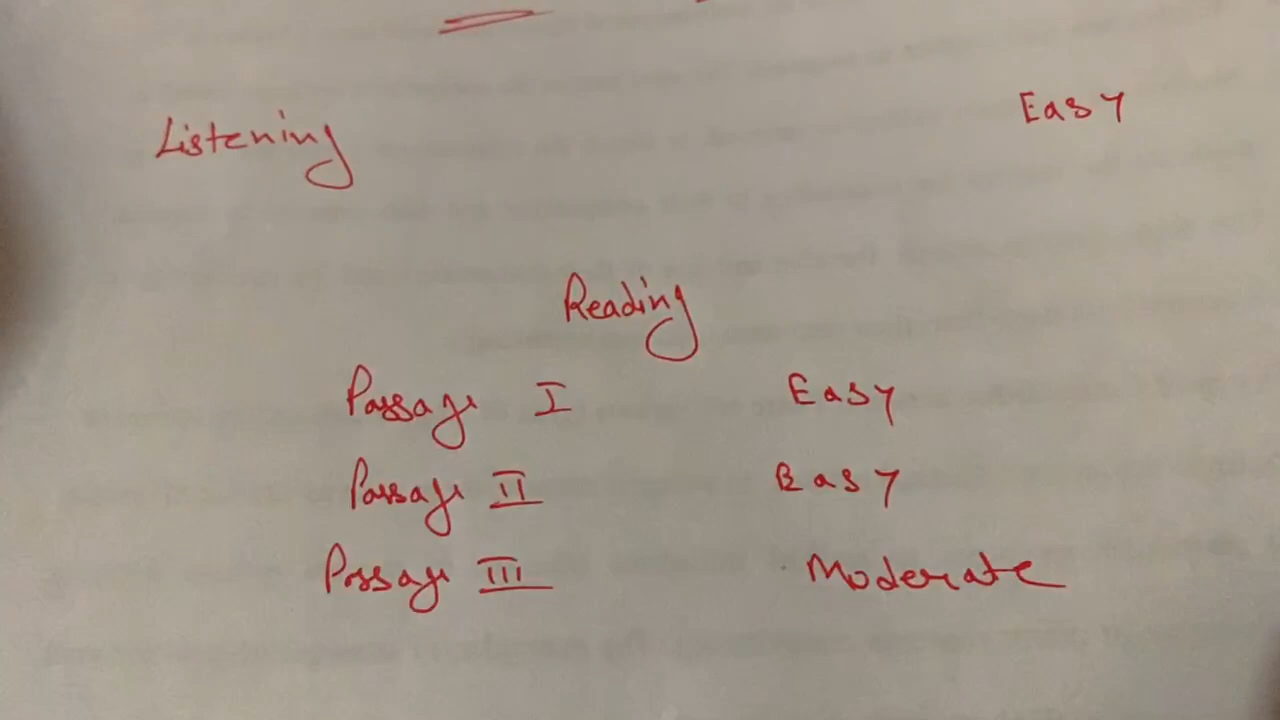 Listening Easy
Reading
Passage I Easy
Passage II Easy
Passage III Moderate